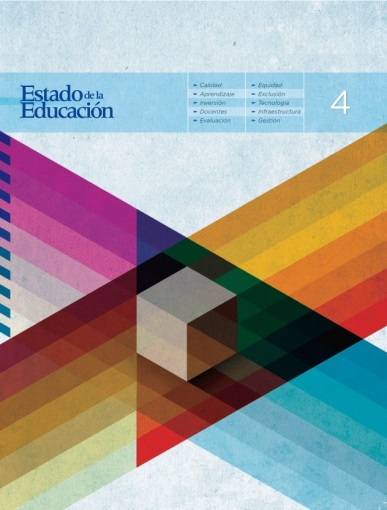 Estado de la
Educación
Calidad
Aprendizaje
Inversión
Docentes
Evaluación
Equidad
Exclusión
Tecnología
Infraestructura
Gestión
4